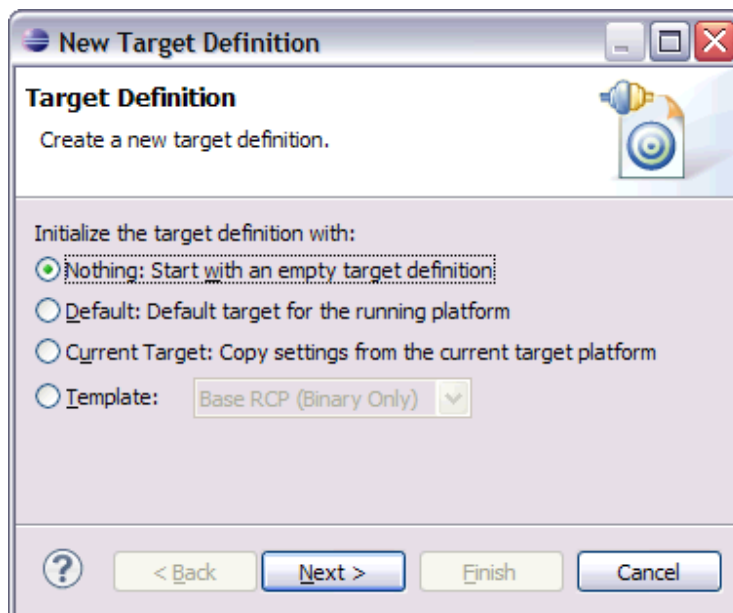 New Target Definition
Target Definition
Create a new target definition.
Initialize the target definition with:
Nothing: Start with an empty target definition
Default: Default target for the running platform
Current Target: Copy settings from the current target platform
Template: Base RCP (Binary Only)
? < Back Next > Finish Cancel